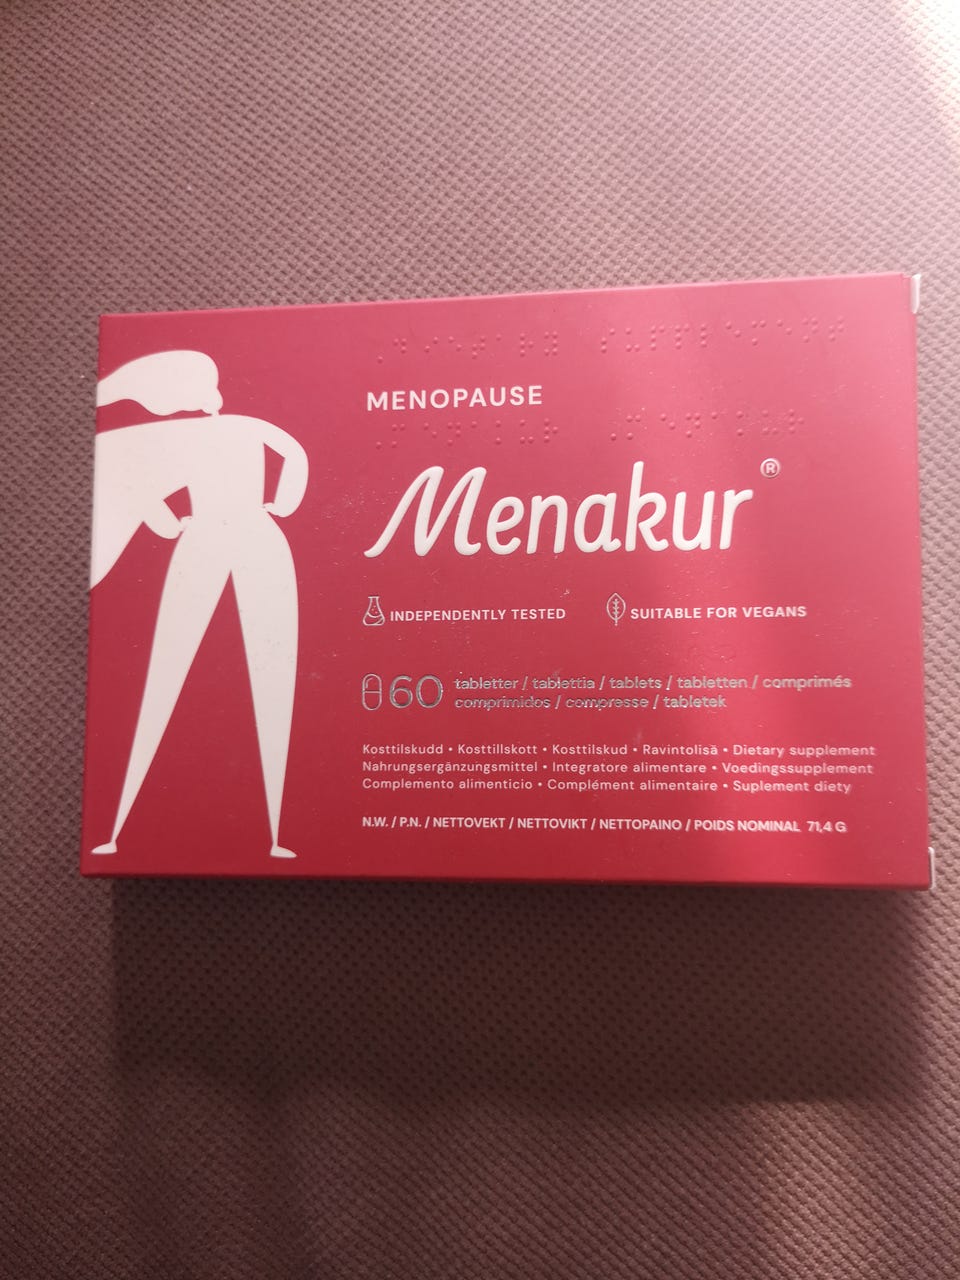 MENOPAUSE
Menakur®
INDEPENDENTLY TESTED
SUITABLE FOR VEGANS
60
tabletter / tablettia / tablets / tabletten / comprimés
comprimidos / compresse / tabletek
Kosttilskudd • Kosttillskott • Kosttilskud • Ravintolisä • Dietary supplement
Nahrungsergänzungsmittel • Integratore alimentare • Voedingssupplement
Complemento alimenticio • Complément alimentaire • Suplement diety
N.W. / P.N. / NETTOVEKT / NETTOVIKT / NETTOPAINO / POIDS NOMINAL 71,4 G